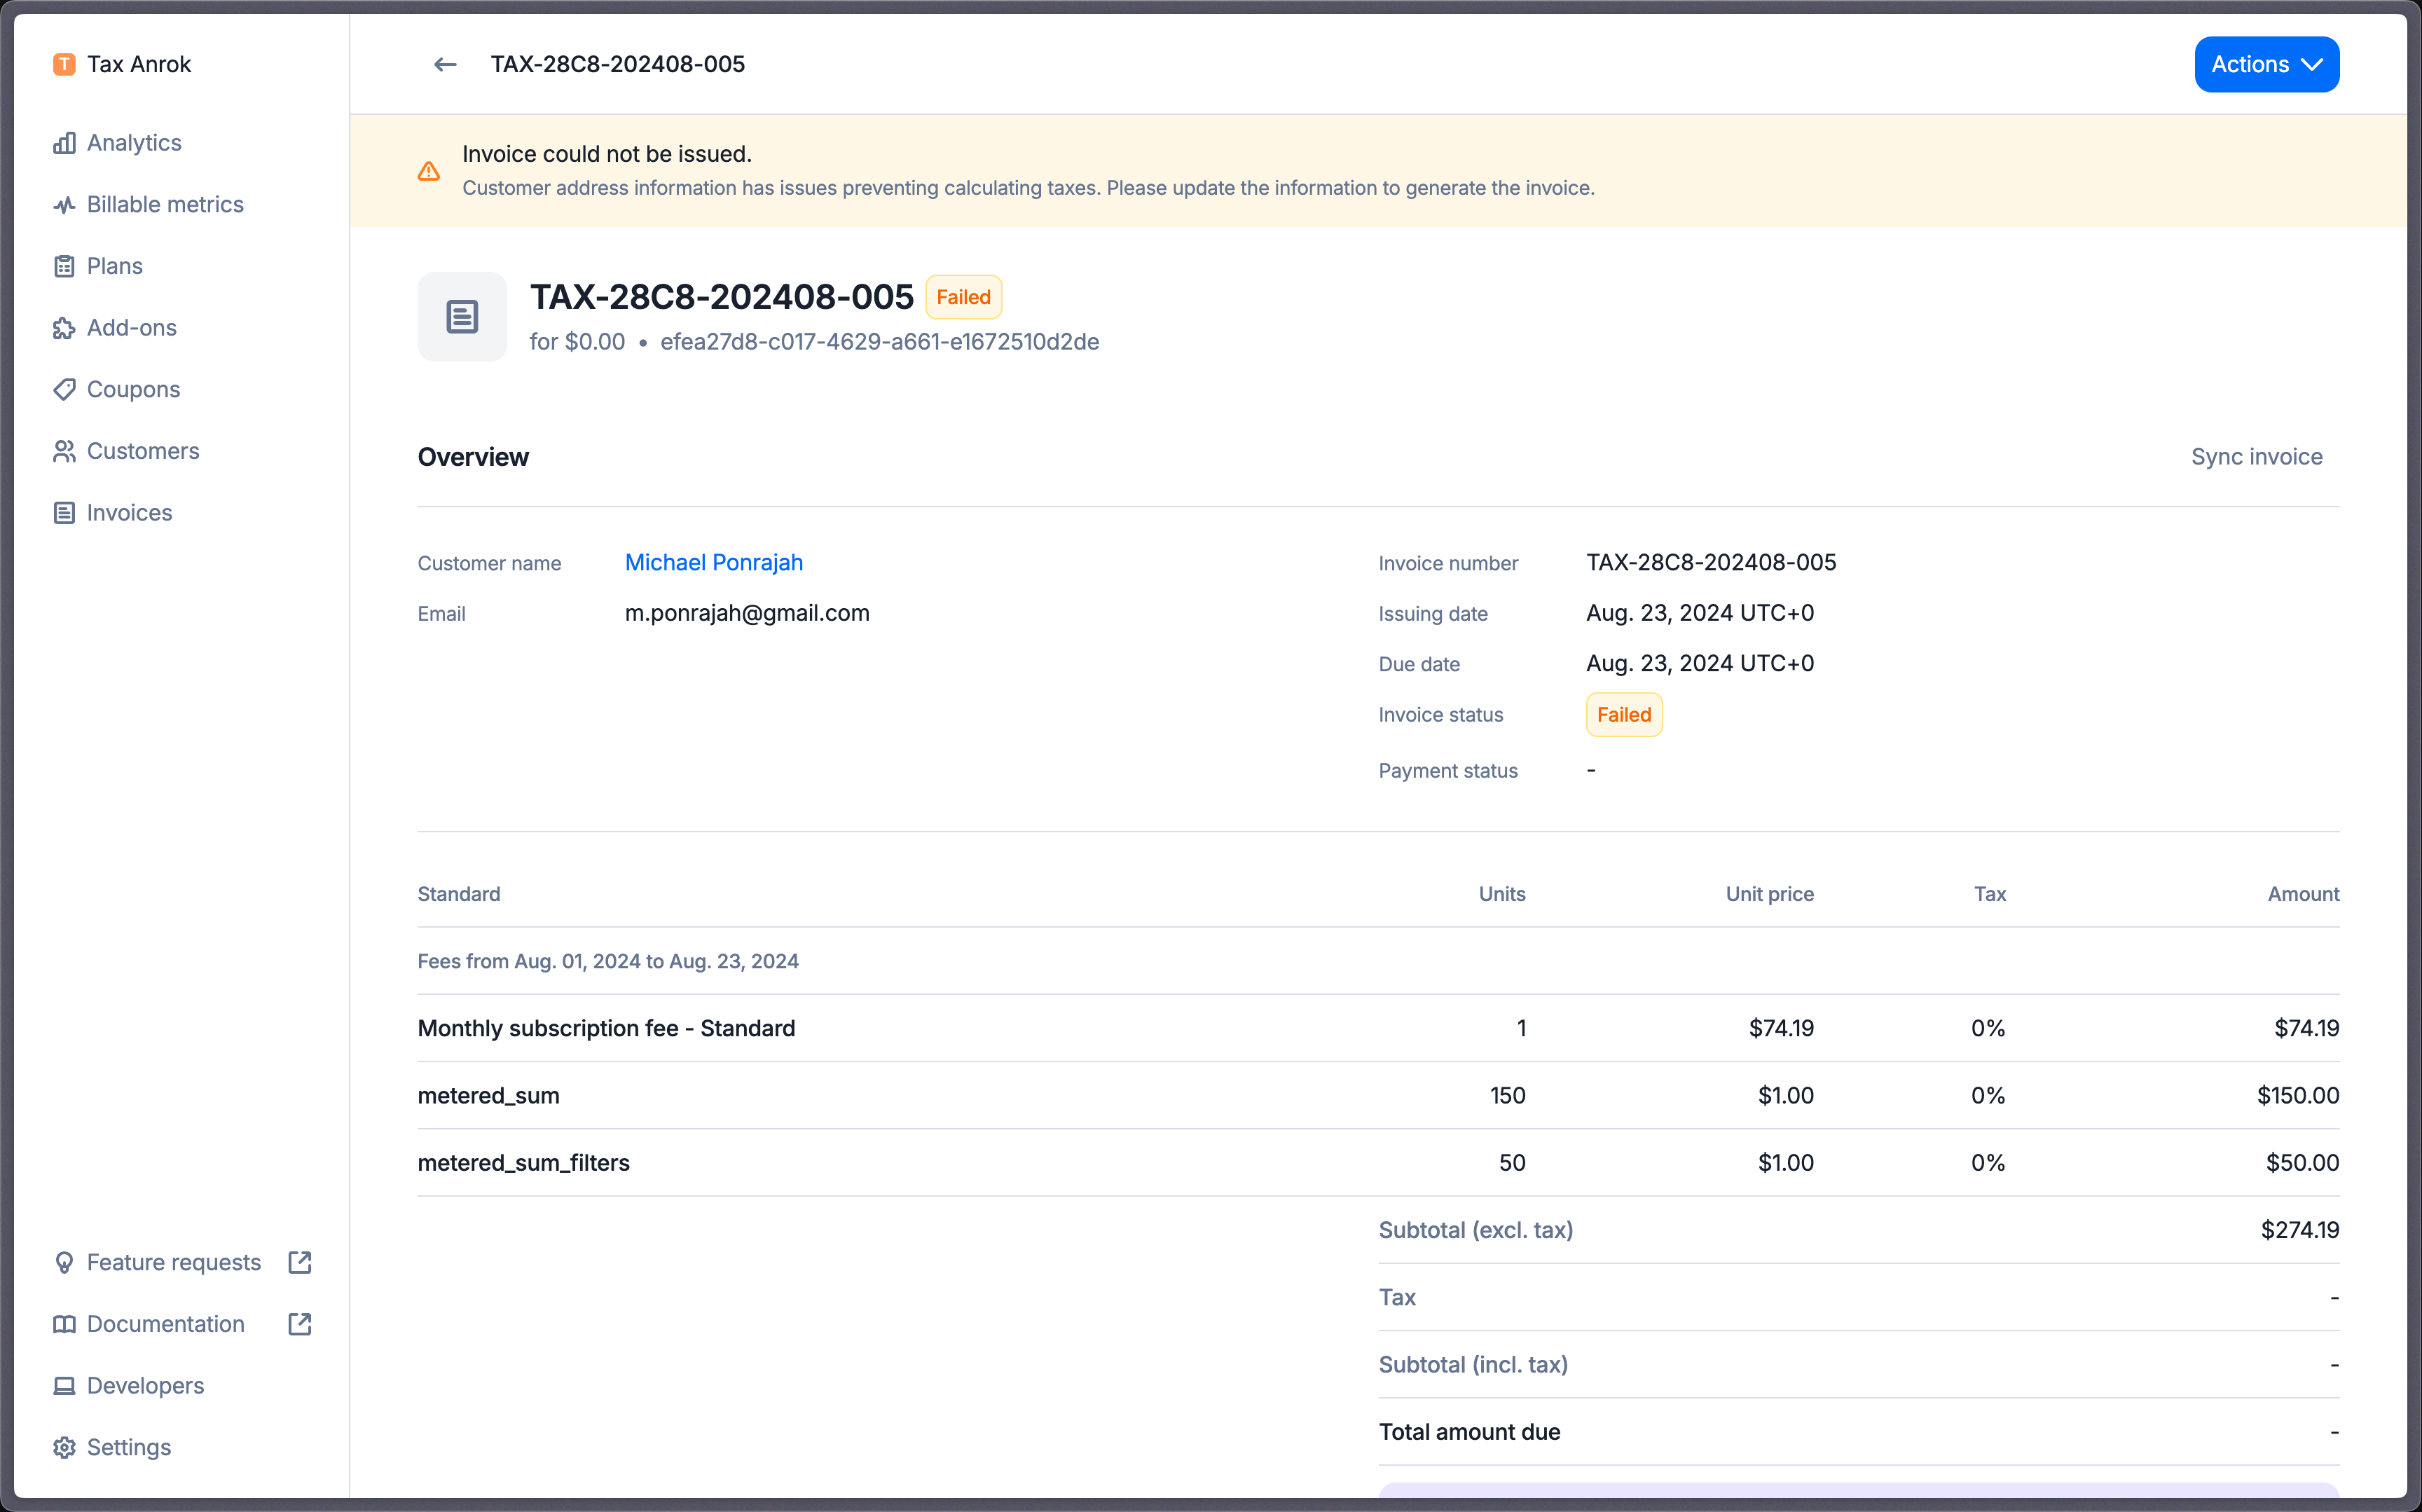 T Tax Anrok
Analytics
Billable metrics
Plans
Add-ons
Coupons
Customers
Invoices
Feature requests
Documentation
Developers
Settings
TAX-28C8-202408-005
Actions
Invoice could not be issued.
Customer address information has issues preventing calculating taxes. Please update the information to generate the invoice.
TAX-28C8-202408-005 Failed
for $0.00 • efea27d8-c017-4629-a661-e1672510d2de
Overview Sync invoice
Customer name Michael Ponrajah
Email m.ponrajah@gmail.com
Invoice number TAX-28C8-202408-005
Issuing date Aug. 23, 2024 UTC+0
Due date Aug. 23, 2024 UTC+0
Invoice status Failed
Payment status -
Standard Units Unit price Tax Amount
Fees from Aug. 01, 2024 to Aug. 23, 2024
Monthly subscription fee - Standard 1 $74.19 0% $74.19
metered_sum 150 $1.00 0% $150.00
metered_sum_filters 50 $1.00 0% $50.00
Subtotal (excl. tax) $274.19
Tax -
Subtotal (incl. tax) -
Total amount due -